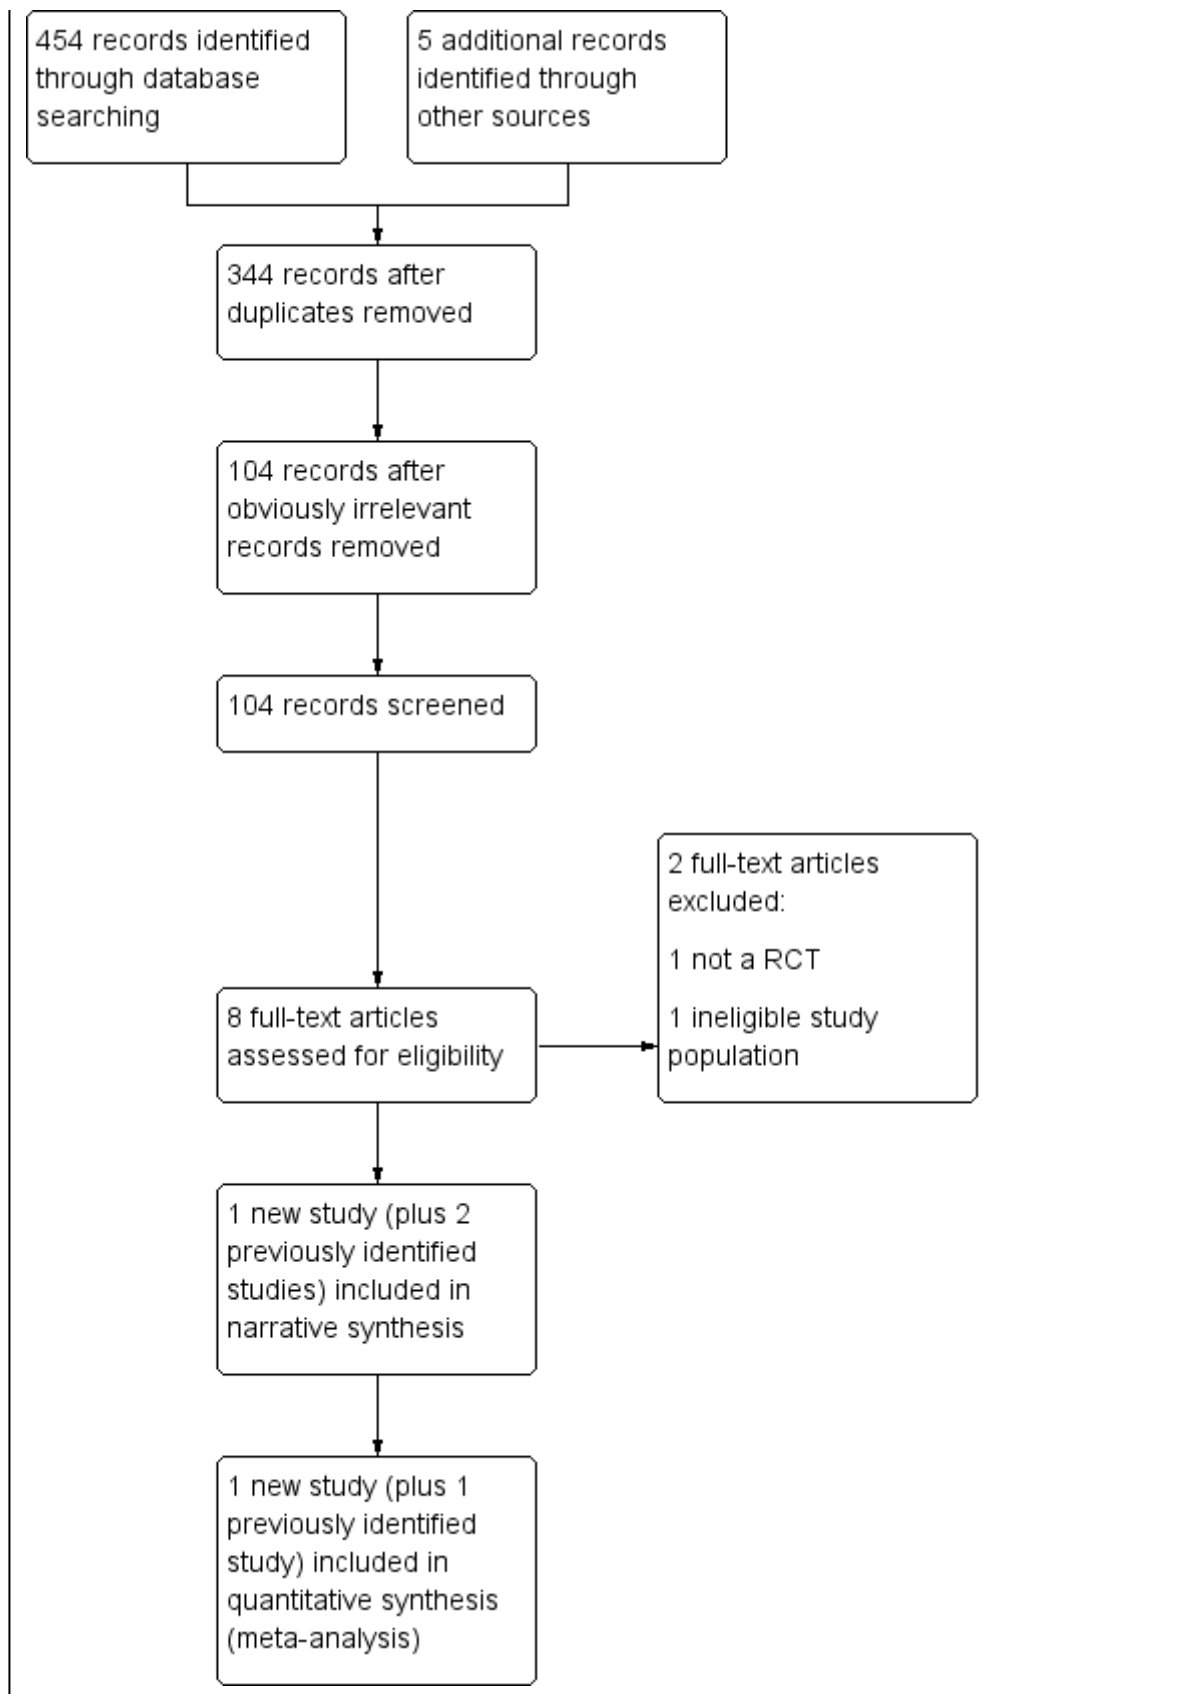 454 records identified
through database
searching
5 additional records
identified through
other sources
344 records after
duplicates removed
104 records after
obviously irrelevant
records removed
104 records screened
2 full-text articles
excluded:
1 not a RCT
1 ineligible study
population
8 full-text articles
assessed for eligibility
1 new study (plus 2
previously identified
studies) included in
narrative synthesis
1 new study (plus 1
previously identified
study) included in
quantitative synthesis
(meta-analysis)